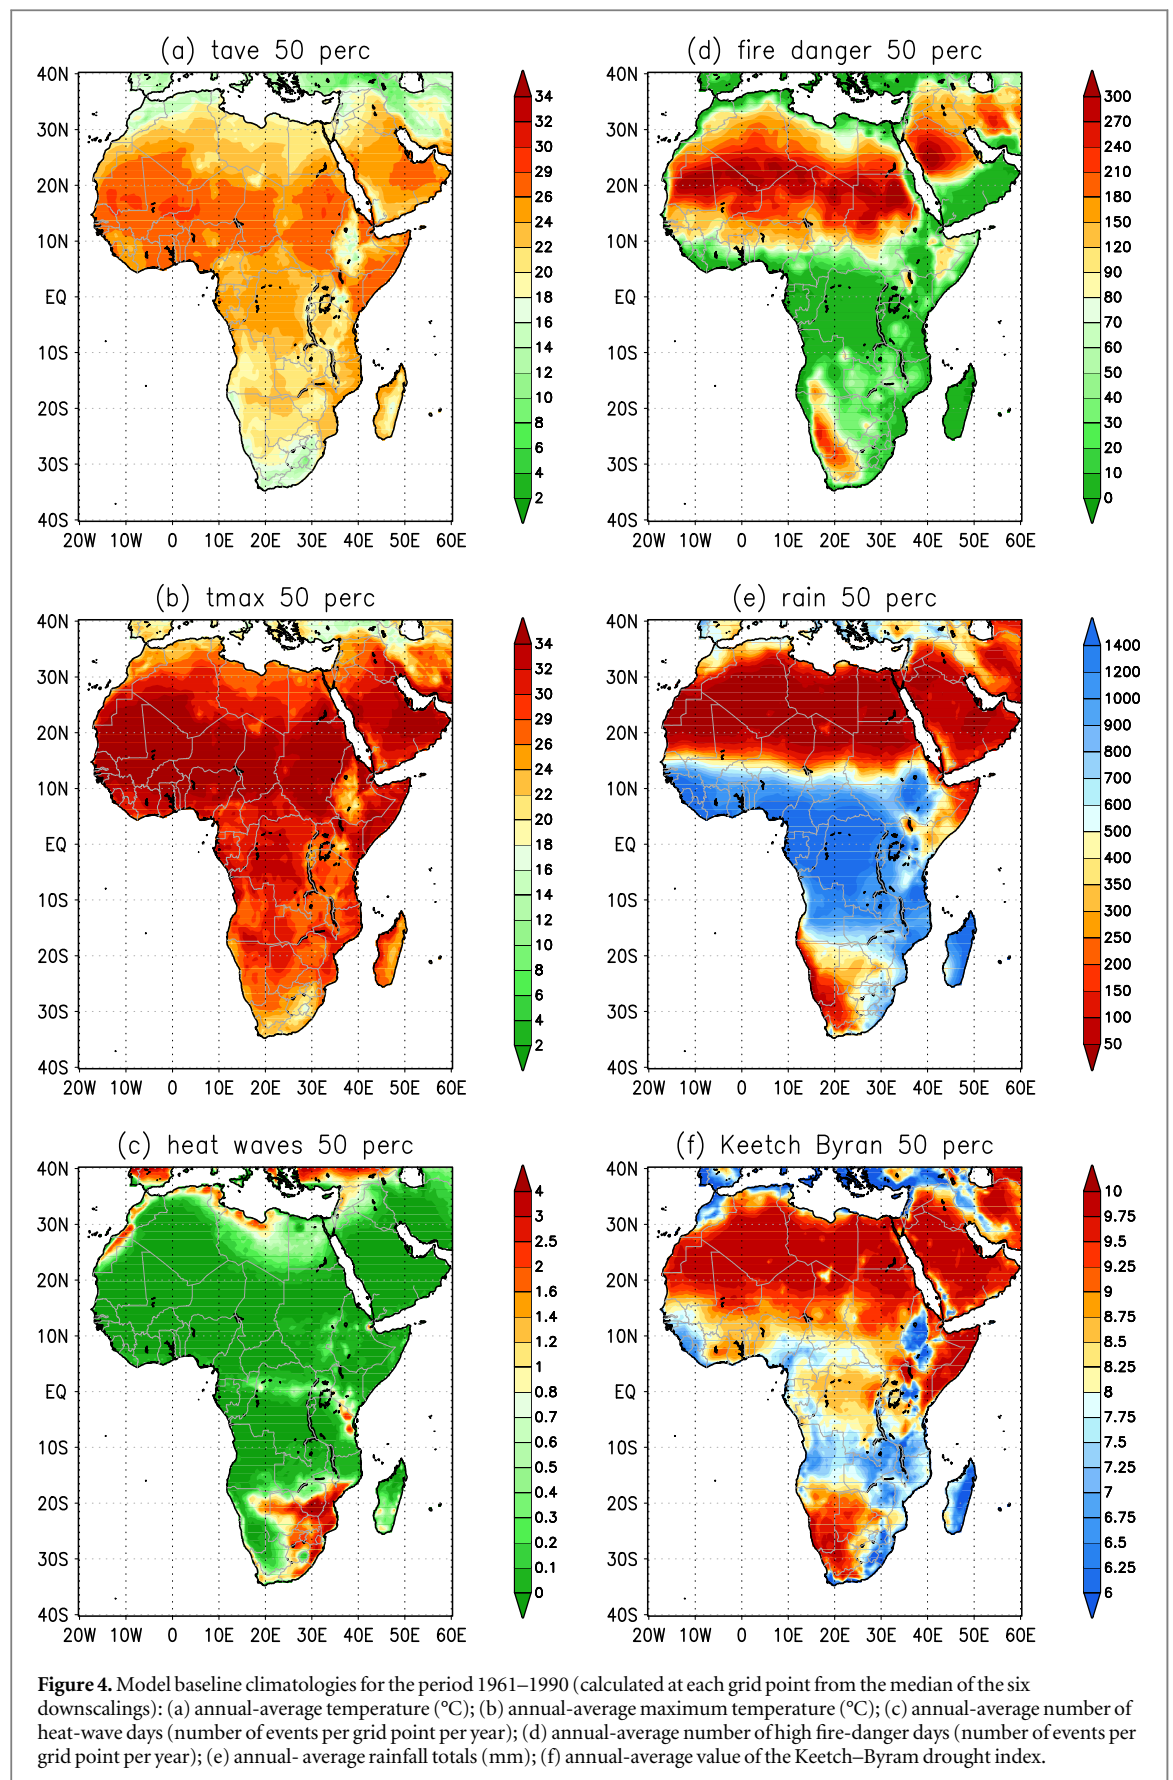 (a) tave 50 perc
40N
30N
20N
10N
EQ
10S
20S
30S
40S
20W 10W 0 10E 20E 30E 40E 50E 60E
34
32
30
29
26
24
22
20
18
16
14
12
10
8
6
4
2
(d) fire danger 50 perc
40N
30N
20N
10N
EQ
10S
20S
30S
40S
20W 10W 0 10E 20E 30E 40E 50E 60E
300
270
240
210
180
150
120
90
80
70
60
50
40
30
20
10
0
(b) tmax 50 perc
40N
30N
20N
10N
EQ
10S
20S
30S
40S
20W 10W 0 10E 20E 30E 40E 50E 60E
34
32
30
29
26
24
22
20
18
16
14
12
10
8
6
4
2
(e) rain 50 perc
40N
30N
20N
10N
EQ
10S
20S
30S
40S
20W 10W 0 10E 20E 30E 40E 50E 60E
1400
1200
1000
900
800
700
600
500
400
350
300
250
200
150
100
50
(c) heat waves 50 perc
40N
30N
20N
10N
EQ
10S
20S
30S
40S
20W 10W 0 10E 20E 30E 40E 50E 60E
4
3
2.5
2
1.6
1.4
1.2
1
0.8
0.7
0.6
0.5
0.4
0.3
0.2
0.1
0
(f) Keetch Byran 50 perc
40N
30N
20N
10N
EQ
10S
20S
30S
40S
20W 10W 0 10E 20E 30E 40E 50E 60E
10
9.75
9.5
9.25
9
8.75
8.5
8.25
8
7.75
7.5
7.25
7
6.75
6.5
6.25
6
Figure 4. Model baseline climatologies for the period 1961–1990 (calculated at each grid point from the median of the six
downscalings): (a) annual-average temperature (°C); (b) annual-average maximum temperature (°C); (c) annual-average number of
heat-wave days (number of events per grid point per year); (d) annual-average number of high fire-danger days (number of events per
grid point per year); (e) annual- average rainfall totals (mm); (f) annual-average value of the Keetch–Byram drought index.